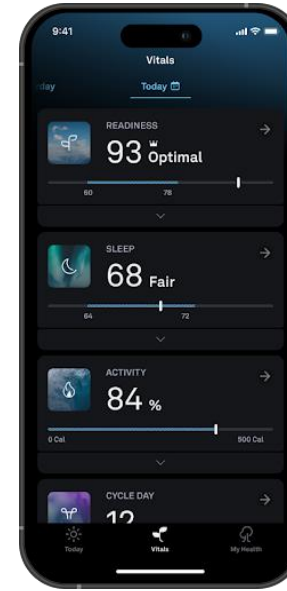 9:41
Vitals
day
Today
READINESS
93 Optimal
60 78
SLEEP
68 Fair
64 72
ACTIVITY
84 %
0 Cal 500 Cal
CYCLE DAY
12
Today Vitals My Health